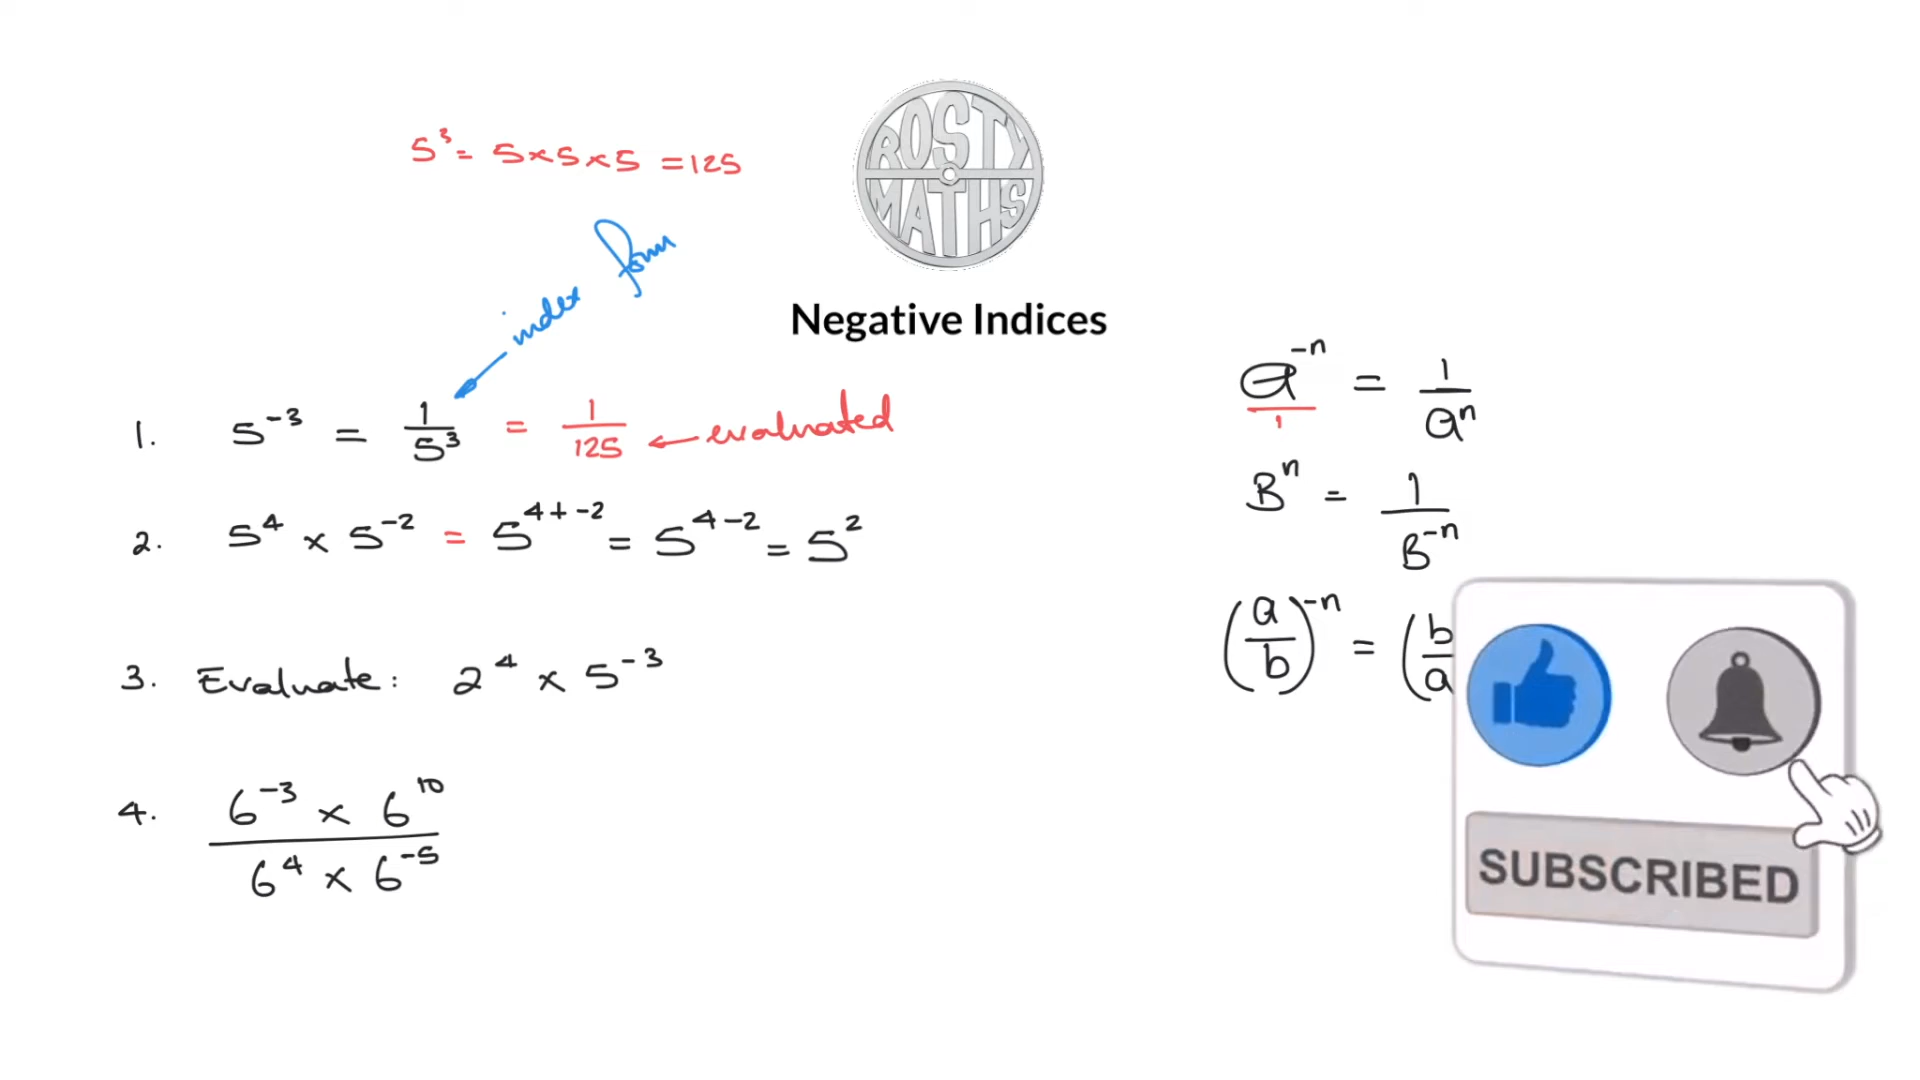 5³ = 5 × 5 × 5 = 125
ROSTY
MATHS
index form
Negative Indices
1. 5⁻³ = 1/5³ = 1/125 ← evaluated
2. 5⁴ × 5⁻² = 5⁴⁺⁻² = 5⁴⁻² = 5²
3. Evaluate: 2⁴ × 5⁻³
4. 6⁻³ × 6¹⁰
6⁴ × 6⁻⁵
a⁻ⁿ/1 = 1/aⁿ
Bⁿ = 1/B⁻ⁿ
(a/b)⁻ⁿ = (b/a
SUBSCRIBED